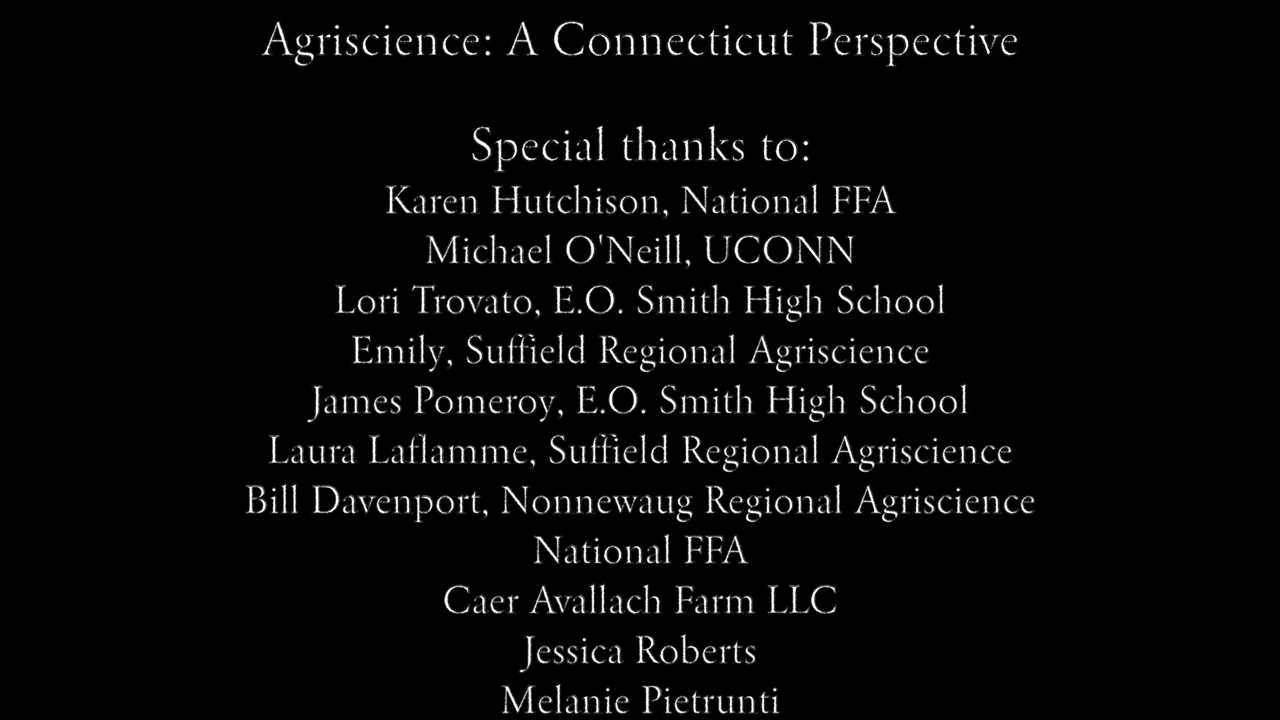 Agriscience: A Connecticut Perspective
Special thanks to:
Karen Hutchison, National FFA
Michael O'Neill, UCONN
Lori Trovato, E.O. Smith High School
Emily, Suffield Regional Agriscience
James Pomeroy, E.O. Smith High School
Laura Laflamme, Suffield Regional Agriscience
Bill Davenport, Nonnewaug Regional Agriscience
National FFA
Caer Avallach Farm LLC
Jessica Roberts
Melanie Pietrunti